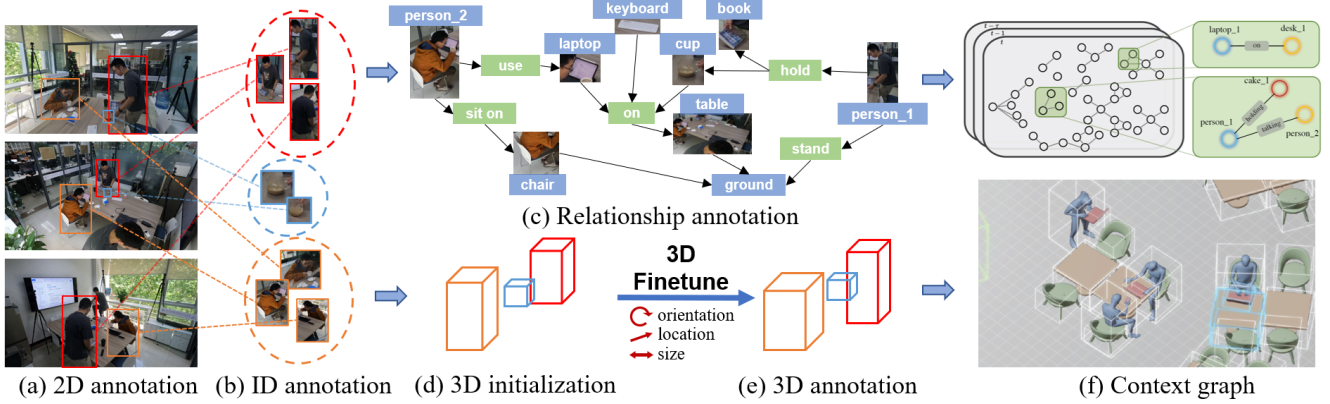 person_2
keyboard
book
laptop
cup
use
hold
sit on
on
table
person_1
stand
chair
ground
(c) Relationship annotation
t − τ
t
laptop_1
on
desk_1
cake_1
holding
person_1
talking
person_2
3D
Finetune
orientation
location
size
(a) 2D annotation
(b) ID annotation
(d) 3D initialization
(e) 3D annotation
(f) Context graph